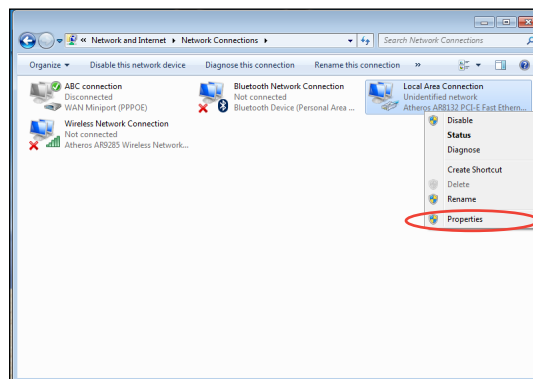 « Network and Internet ▸ Network Connections ▸ Search Network Connections
Organize ▾ Disable this network device Diagnose this connection Rename this connection »
ABC connection
Disconnected
WAN Miniport (PPPOE)
Bluetooth Network Connection
Not connected
Bluetooth Device (Personal Area ...
Local Area Connection
Unidentified network
Atheros AR8132 PCI-E Fast Ethern...
Wireless Network Connection
Not connected
Atheros AR9285 Wireless Network...
Disable
Status
Diagnose
Create Shortcut
Delete
Rename
Properties